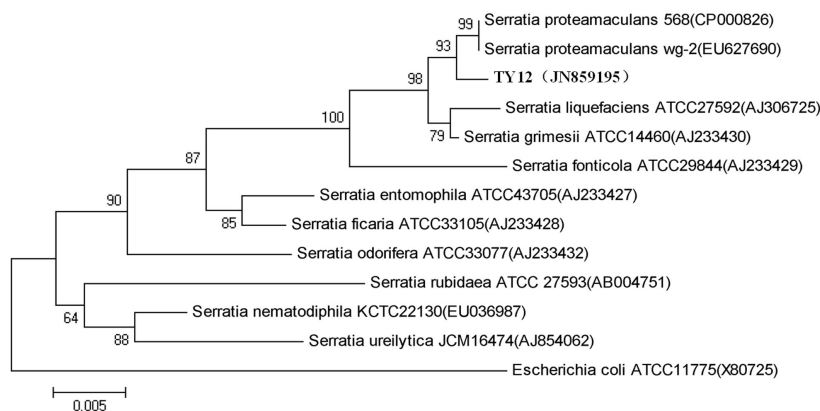 99
Serratia proteamaculans 568(CP000826)
93
Serratia proteamaculans wg-2(EU627690)
TY12（JN859195）
98
Serratia liquefaciens ATCC27592(AJ306725)
100
79
Serratia grimesii ATCC14460(AJ233430)
87
Serratia fonticola ATCC29844(AJ233429)
90
Serratia entomophila ATCC43705(AJ233427)
85
Serratia ficaria ATCC33105(AJ233428)
Serratia odorifera ATCC33077(AJ233432)
Serratia rubidaea ATCC 27593(AB004751)
64
Serratia nematodiphila KCTC22130(EU036987)
88
Serratia ureilytica JCM16474(AJ854062)
Escherichia coli ATCC11775(X80725)
0.005